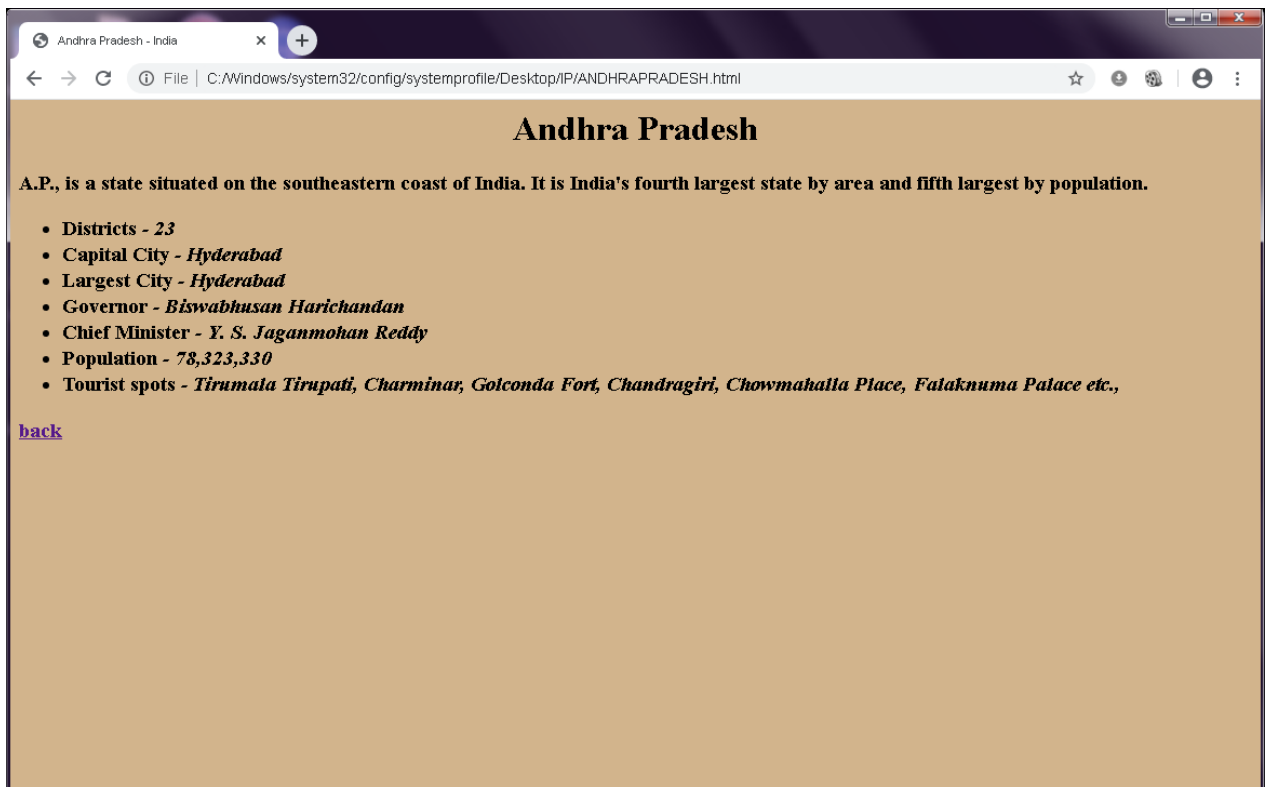 Andhra Pradesh - India
File | C:/Windows/system32/config/systemprofile/Desktop/IP/ANDHRAPRADESH.html
Andhra Pradesh
A.P., is a state situated on the southeastern coast of India. It is India's fourth largest state by area and fifth largest by population.
• Districts - 23
• Capital City - Hyderabad
• Largest City - Hyderabad
• Governor - Biswabhusan Harichandan
• Chief Minister - Y. S. Jaganmohan Reddy
• Population - 78,323,330
• Tourist spots - Tirumala Tirupati, Charminar, Golconda Fort, Chandragiri, Chowmahalla Place, Falaknuma Palace etc.,
back